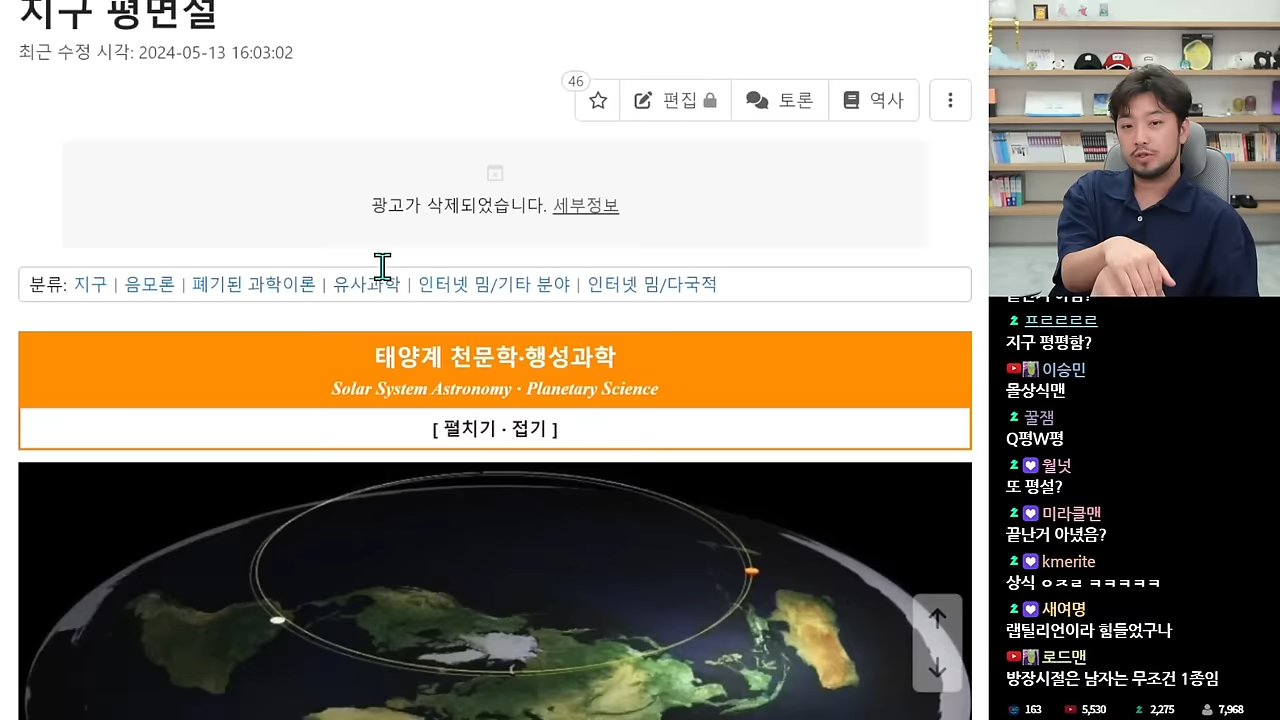 지구 평면설
최근 수정 시각: 2024-05-13 16:03:02
46
편집
토론
역사
광고가 삭제되었습니다. 세부정보
분류: 지구 | 음모론 | 폐기된 과학이론 | 유사과학 | 인터넷 밈/기타 분야 | 인터넷 밈/다국적
태양계 천문학·행성과학
Solar System Astronomy · Planetary Science
[ 펼치기 · 접기 ]
프르르르르
지구 평평함?
이승민
몰상식맨
꿀잼
Q평W평
월넛
또 평설?
미라클맨
끝난거 아녔음?
kmerite
상식 ㅇㅈㄹ ㅋㅋㅋㅋㅋ
새여명
랩틸리언이라 힘들었구나
로드맨
방장시절은 남자는 무조건 1종임
163 5,530 2,275 7,968